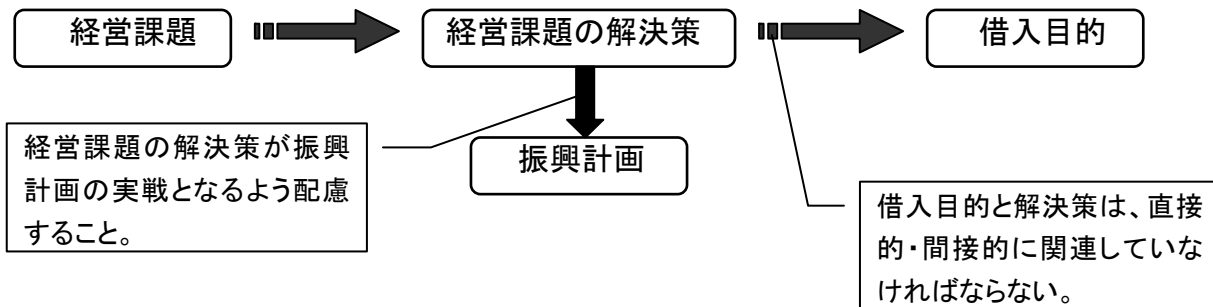 経営課題
経営課題の解決策
借入目的
経営課題の解決策が振興
計画の実戦となるよう配慮
すること。
振興計画
借入目的と解決策は、直接
的・間接的に関連していな
ければならない。